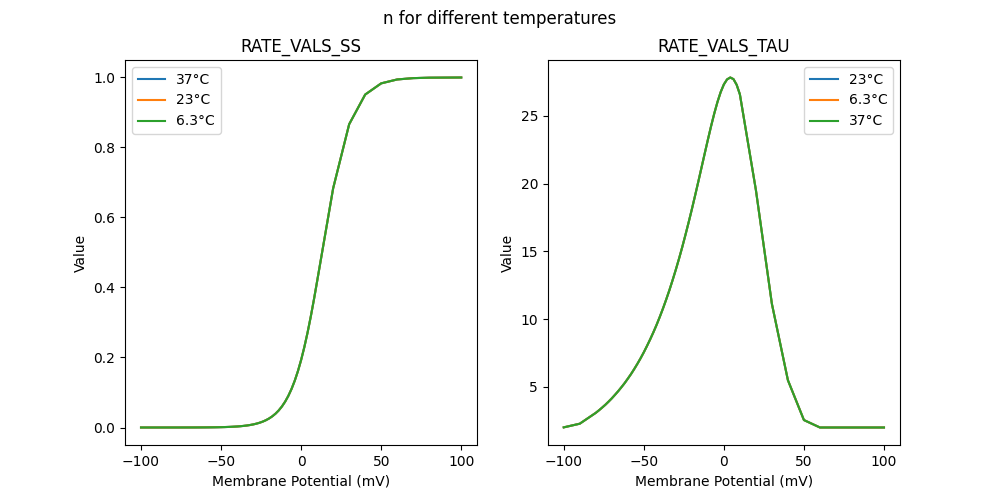 n for different temperatures
RATE_VALS_SS
37°C
23°C
6.3°C
1.0
0.8
0.6
0.4
0.2
0.0
Value
−100
−50
0
50
100
Membrane Potential (mV)
RATE_VALS_TAU
23°C
6.3°C
37°C
25
20
15
10
5
Value
−100
−50
0
50
100
Membrane Potential (mV)